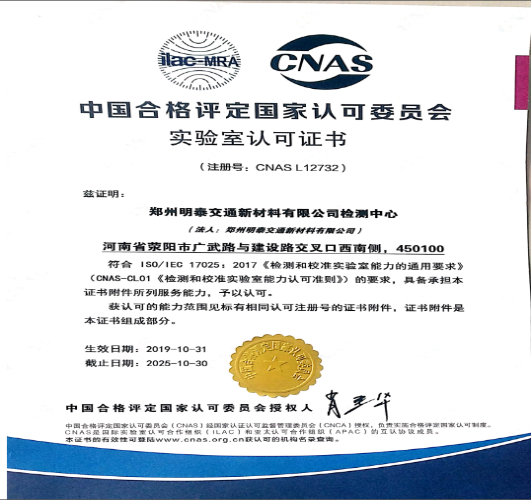 ilac-MRA
CNAS
中国合格评定国家认可委员会
实验室认可证书
(注册号：CNAS L12732)
兹证明：
郑州明泰交通新材料有限公司检测中心
(法人：郑州明泰交通新材料有限公司)
河南省荥阳市广武路与建设路交叉口西南侧，450100
符合 ISO/IEC 17025：2017《检测和校准实验室能力的通用要求》
(CNAS-CL01《检测和校准实验室能力认可准则》)的要求，具备承担本
证书附件所列服务能力，予以认可。
获认可的能力范围见标有相同认可注册号的证书附件，证书附件是
本证书组成部分。
生效日期：2019-10-31
截止日期：2025-10-30
中国合格评定国家认可委员会授权人
中国合格评定国家认可委员会（CNAS）经国家认证认可监督管理委员会（CNCA）授权，负责实施合格评定国家认可制度。
CNAS是国际实验室认可合作组织（ILAC）和亚太认可合作组织（APAC）的互认协议成员。
本证书的有效性可登陆www.cnas.org.cn获认可的机构名录查询。